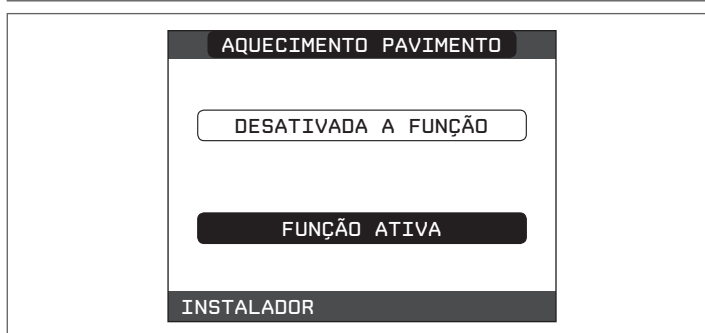 AQUECIMENTO PAVIMENTO
DESATIVADA A FUNÇÃO
FUNÇÃO ATIVA
INSTALADOR